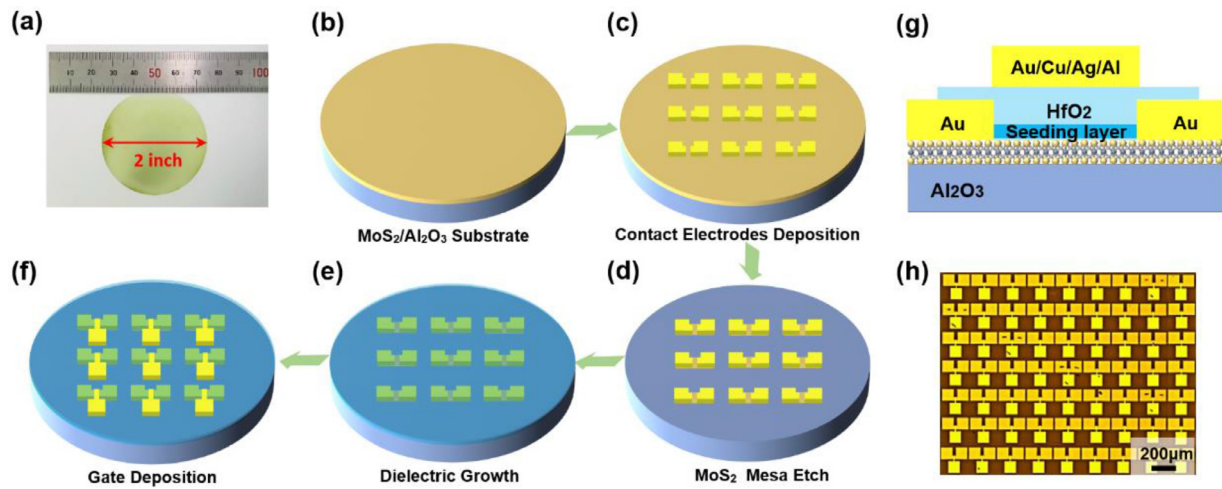 (a)
10 20 30 40 50 60 70 80 90 100
2 inch
(b)
MoS₂/Al₂O₃ Substrate
(c)
Contact Electrodes Deposition
(g)
Au/Cu/Ag/Al
HfO₂
Au
Seeding layer
Au
Al₂O₃
(f)
Gate Deposition
(e)
Dielectric Growth
(d)
MoS₂ Mesa Etch
(h)
200μm